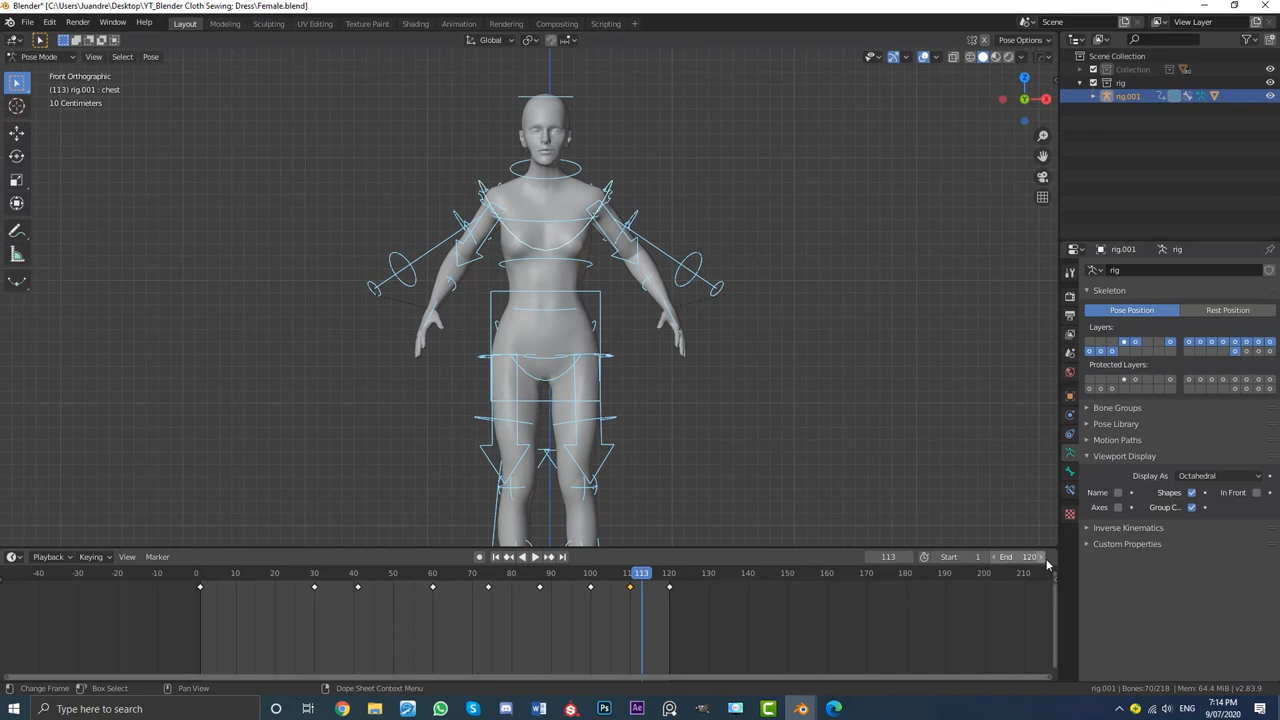 Blender* [C:\Users\Juandre\Desktop\YT_Blender Cloth Sewing: Dress\Female.blend]
File Edit Render Window Help Layout Modeling Sculpting UV Editing Texture Paint Shading Animation Rendering Compositing Scripting + Scene View Layer
Global Pose Options
Pose Mode View Select Pose
Scene Collection
Collection
rig
rig.001
Front Orthographic
(113) rig.001 : chest
10 Centimeters
Z
Y
X
rig.001 rig
rig
Skeleton
Pose Position Rest Position
Layers:
Protected Layers:
Bone Groups
Pose Library
Motion Paths
Viewport Display
Display As Octahedral
Name Shapes In Front
Axes Group C...
Inverse Kinematics
Custom Properties
Playback Keying View Marker 113 Start 1 End 120
-40 -30 -20 -10 0 10 20 30 40 50 60 70 80 90 100 113 120 130 140 150 160 170 180 190 200 210
Change Frame Box Select Pan View Dope Sheet Context Menu rig.001 | Bones:70/218 | Mem: 64.4 MiB | v2.83.9
Type here to search
7:14 PM
9/07/2020